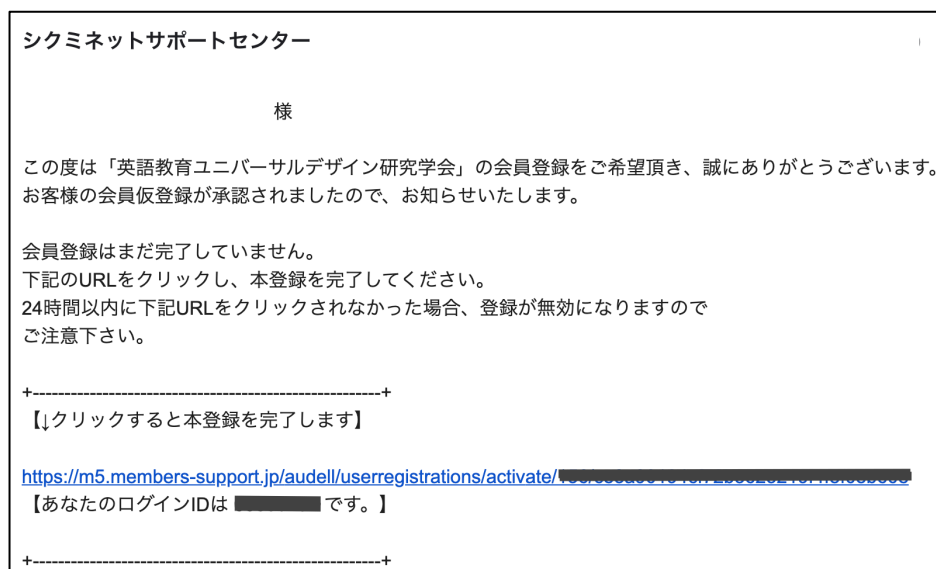 シクミネットサポートセンター
様
この度は「英語教育ユニバーサルデザイン研究学会」の会員登録をご希望頂き、誠にありがとうございます。
お客様の会員仮登録が承認されましたので、お知らせいたします。
会員登録はまだ完了していません。
下記のURLをクリックし、本登録を完了してください。
24時間以内に下記URLをクリックされなかった場合、登録が無効になりますので
ご注意下さい。
+-------------------------------------------------------+
【↓クリックすると本登録を完了します】
https://m5.members-support.jp/audell/userregistrations/activate/
【あなたのログインIDは です。】
+-------------------------------------------------------+